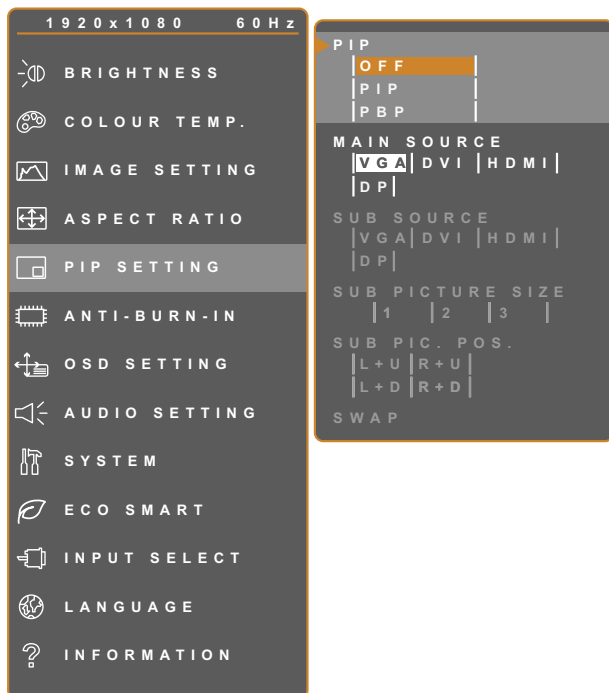 1920x1080 60Hz
BRIGHTNESS
COLOUR TEMP.
IMAGE SETTING
ASPECT RATIO
PIP SETTING
ANTI-BURN-IN
OSD SETTING
AUDIO SETTING
SYSTEM
ECO SMART
INPUT SELECT
LANGUAGE
INFORMATION
PIP
OFF
PIP
PBP
MAIN SOURCE
VGA DVI HDMI
DP
SUB SOURCE
VGA DVI HDMI
DP
SUB PICTURE SIZE
1 2 3
SUB PIC. POS.
L+U R+U
L+D R+D
SWAP